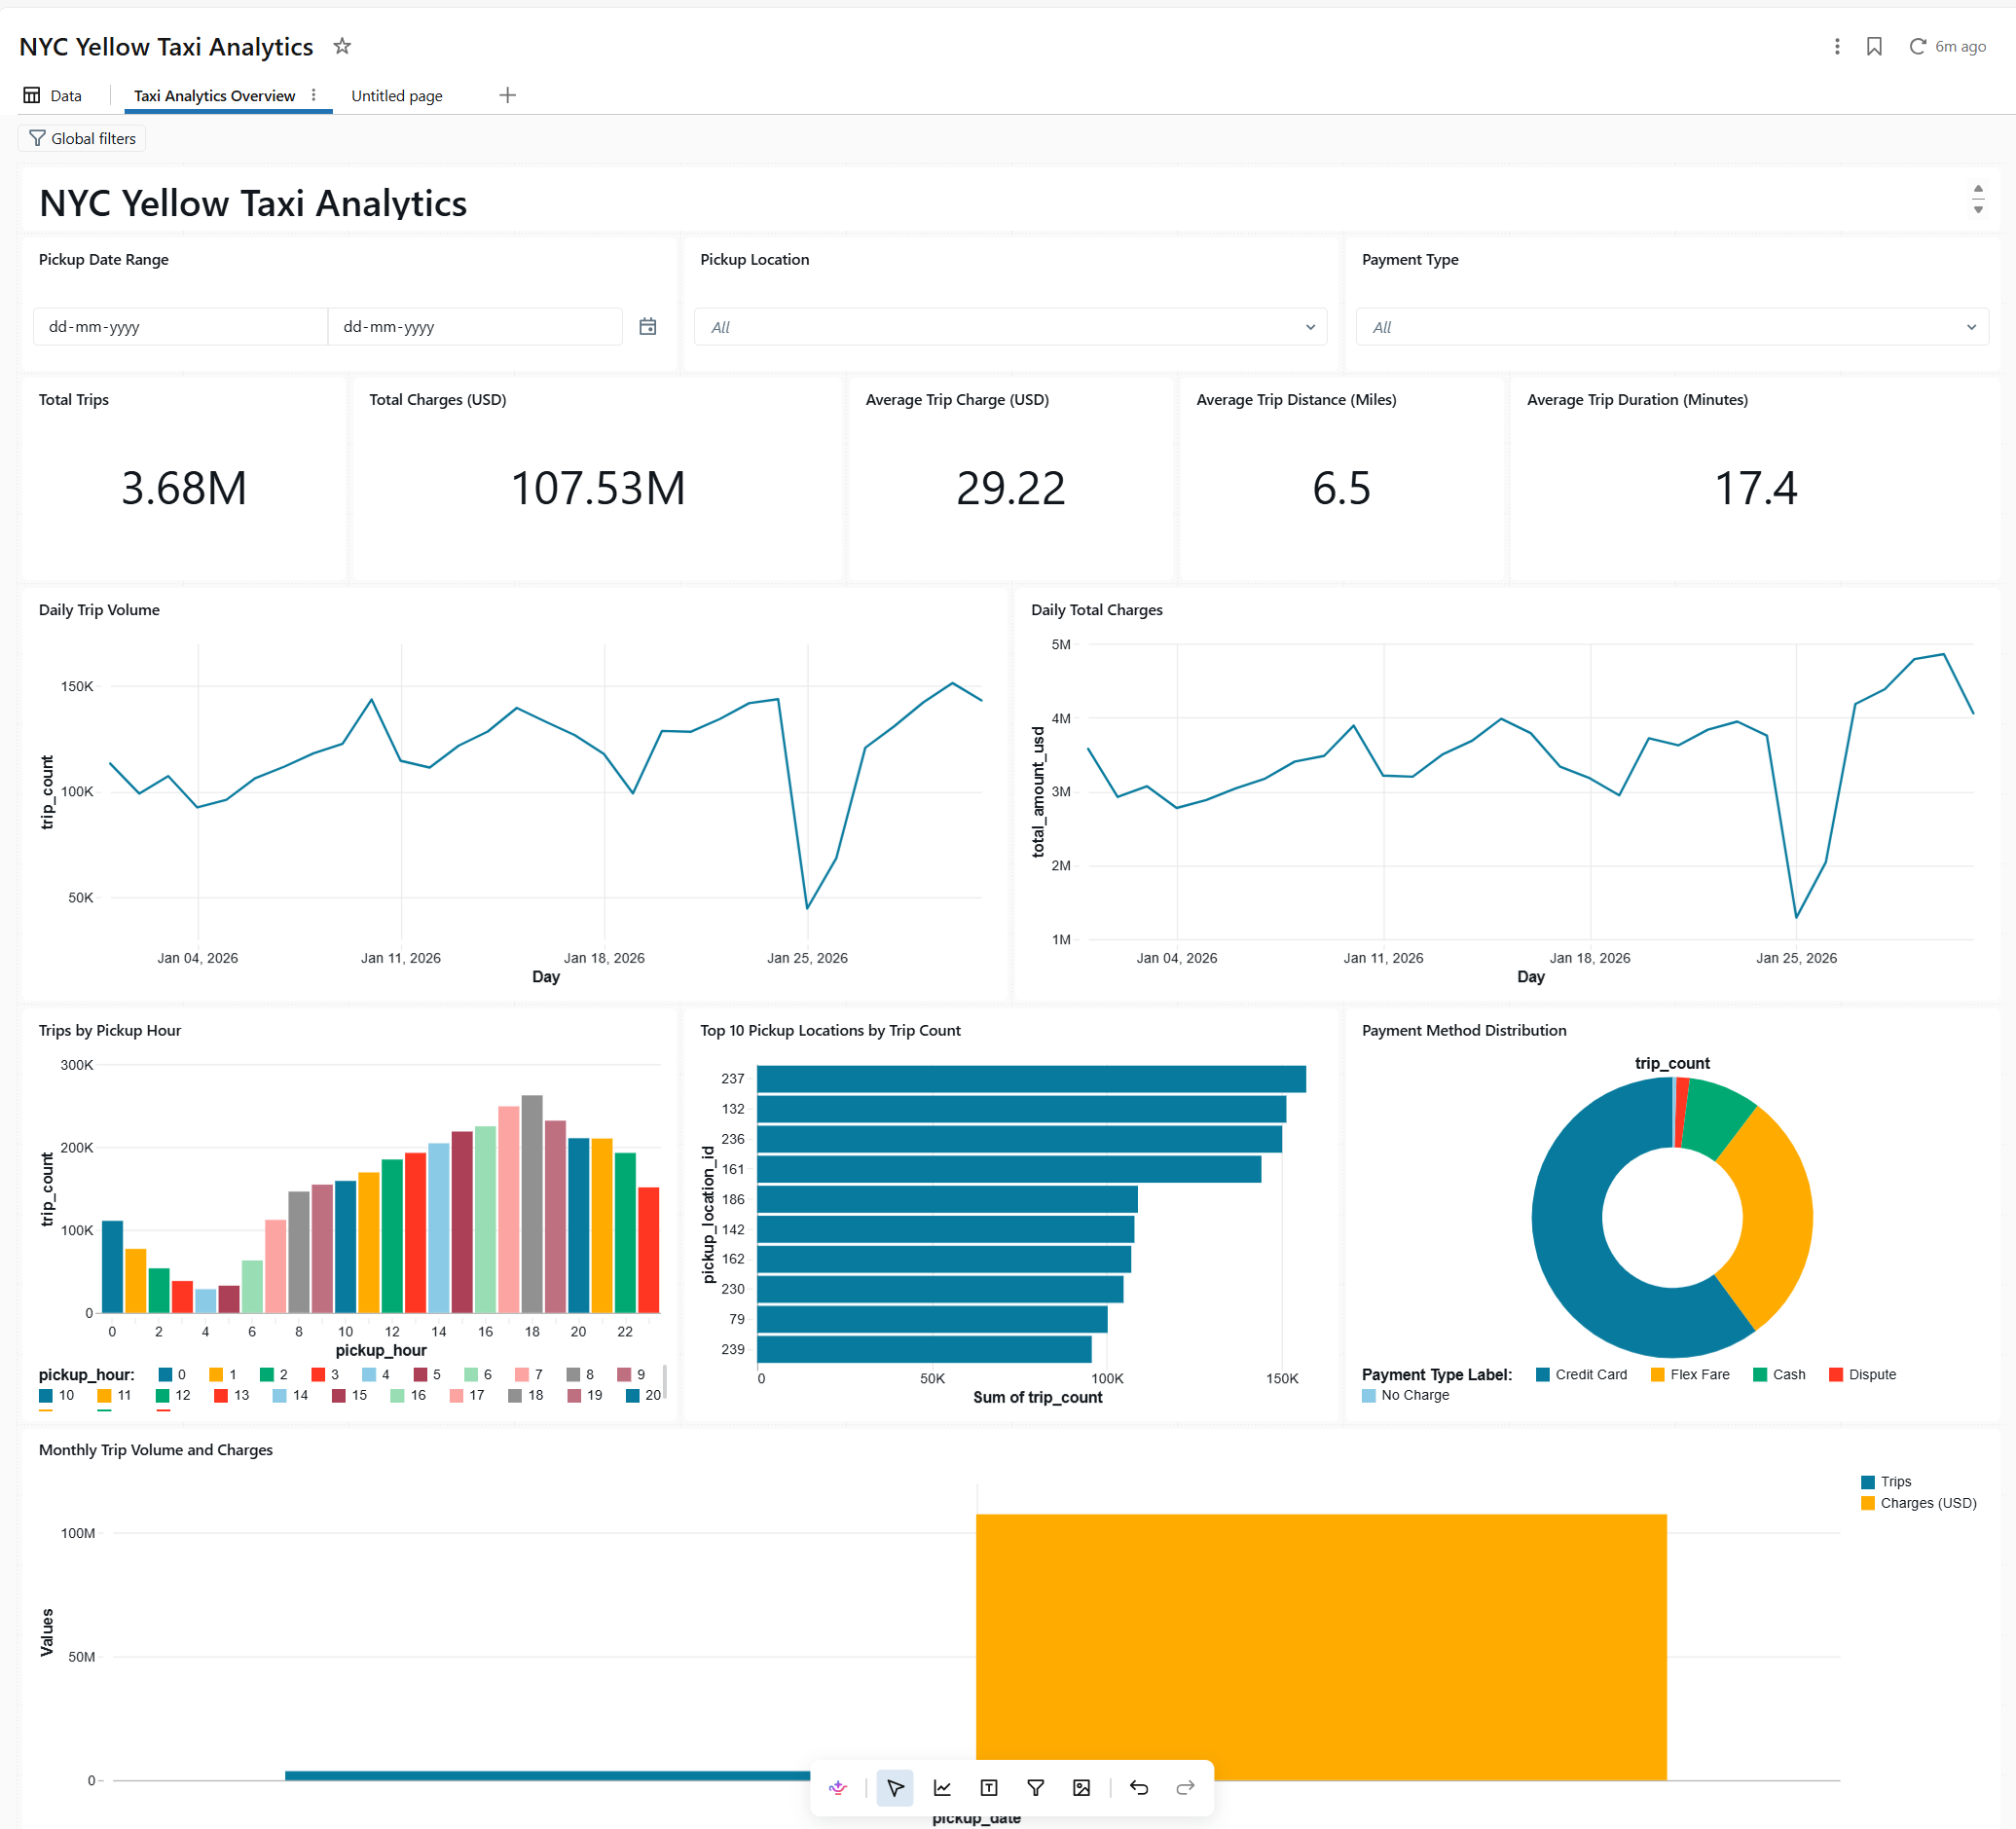 NYC Yellow Taxi Analytics
6m ago
Data
Taxi Analytics Overview
Untitled page
Global filters
NYC Yellow Taxi Analytics
Pickup Date Range
Pickup Location
Payment Type
dd-mm-yyyy
dd-mm-yyyy
All
All
Total Trips
Total Charges (USD)
Average Trip Charge (USD)
Average Trip Distance (Miles)
Average Trip Duration (Minutes)
3.68M
107.53M
29.22
6.5
17.4
Daily Trip Volume
150K
100K
50K
trip_count
Jan 04, 2026
Jan 11, 2026
Jan 18, 2026
Jan 25, 2026
Day
Daily Total Charges
5M
4M
3M
2M
1M
total_amount_usd
Jan 04, 2026
Jan 11, 2026
Jan 18, 2026
Jan 25, 2026
Day
Trips by Pickup Hour
300K
200K
100K
0
trip_count
0 2 4 6 8 10 12 14 16 18 20 22
pickup_hour
pickup_hour: 0 1 2 3 4 5 6 7 8 9
10 11 12 13 14 15 16 17 18 19 20
Top 10 Pickup Locations by Trip Count
237
132
236
161
186
142
162
230
79
239
pickup_location_id
0 50K 100K 150K
Sum of trip_count
Payment Method Distribution
trip_count
Payment Type Label: Credit Card Flex Fare Cash Dispute
No Charge
Monthly Trip Volume and Charges
Trips
Charges (USD)
100M
50M
0
Values
pickup_date